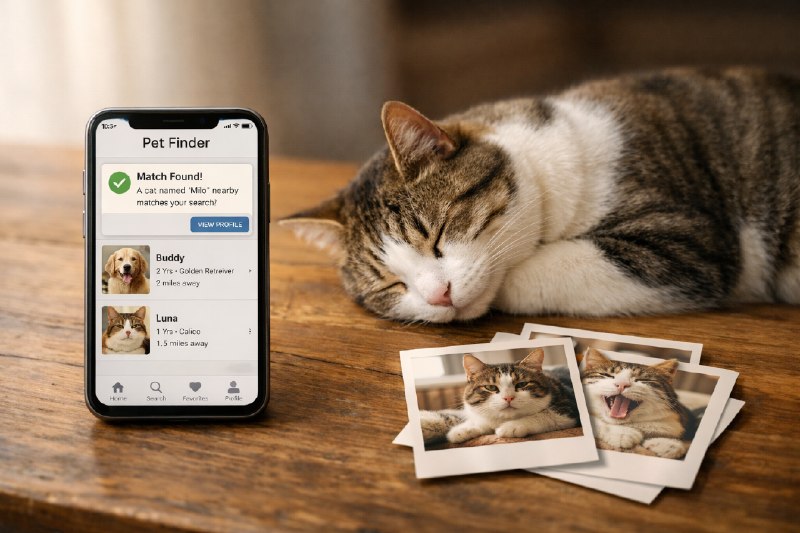 Pet Finder
Match Found!
A cat named "Milo" nearby
matches your search?
VIEW PROFILE
Buddy
2 Yrs • Golden Retreiver
2 miles away
Luna
1 Yrs • Calico
1.5 miles away
Home
Search
Favorites
Profile